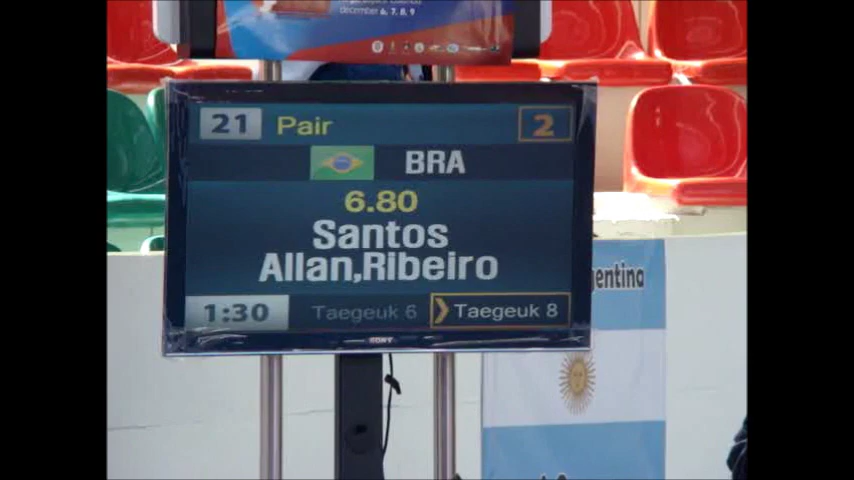 december 6, 7, 8, 9
21 Pair 2
BRA
6.80
Santos
Allan,Ribeiro
1:30 Taegeuk 6 Taegeuk 8
SONY
gentina